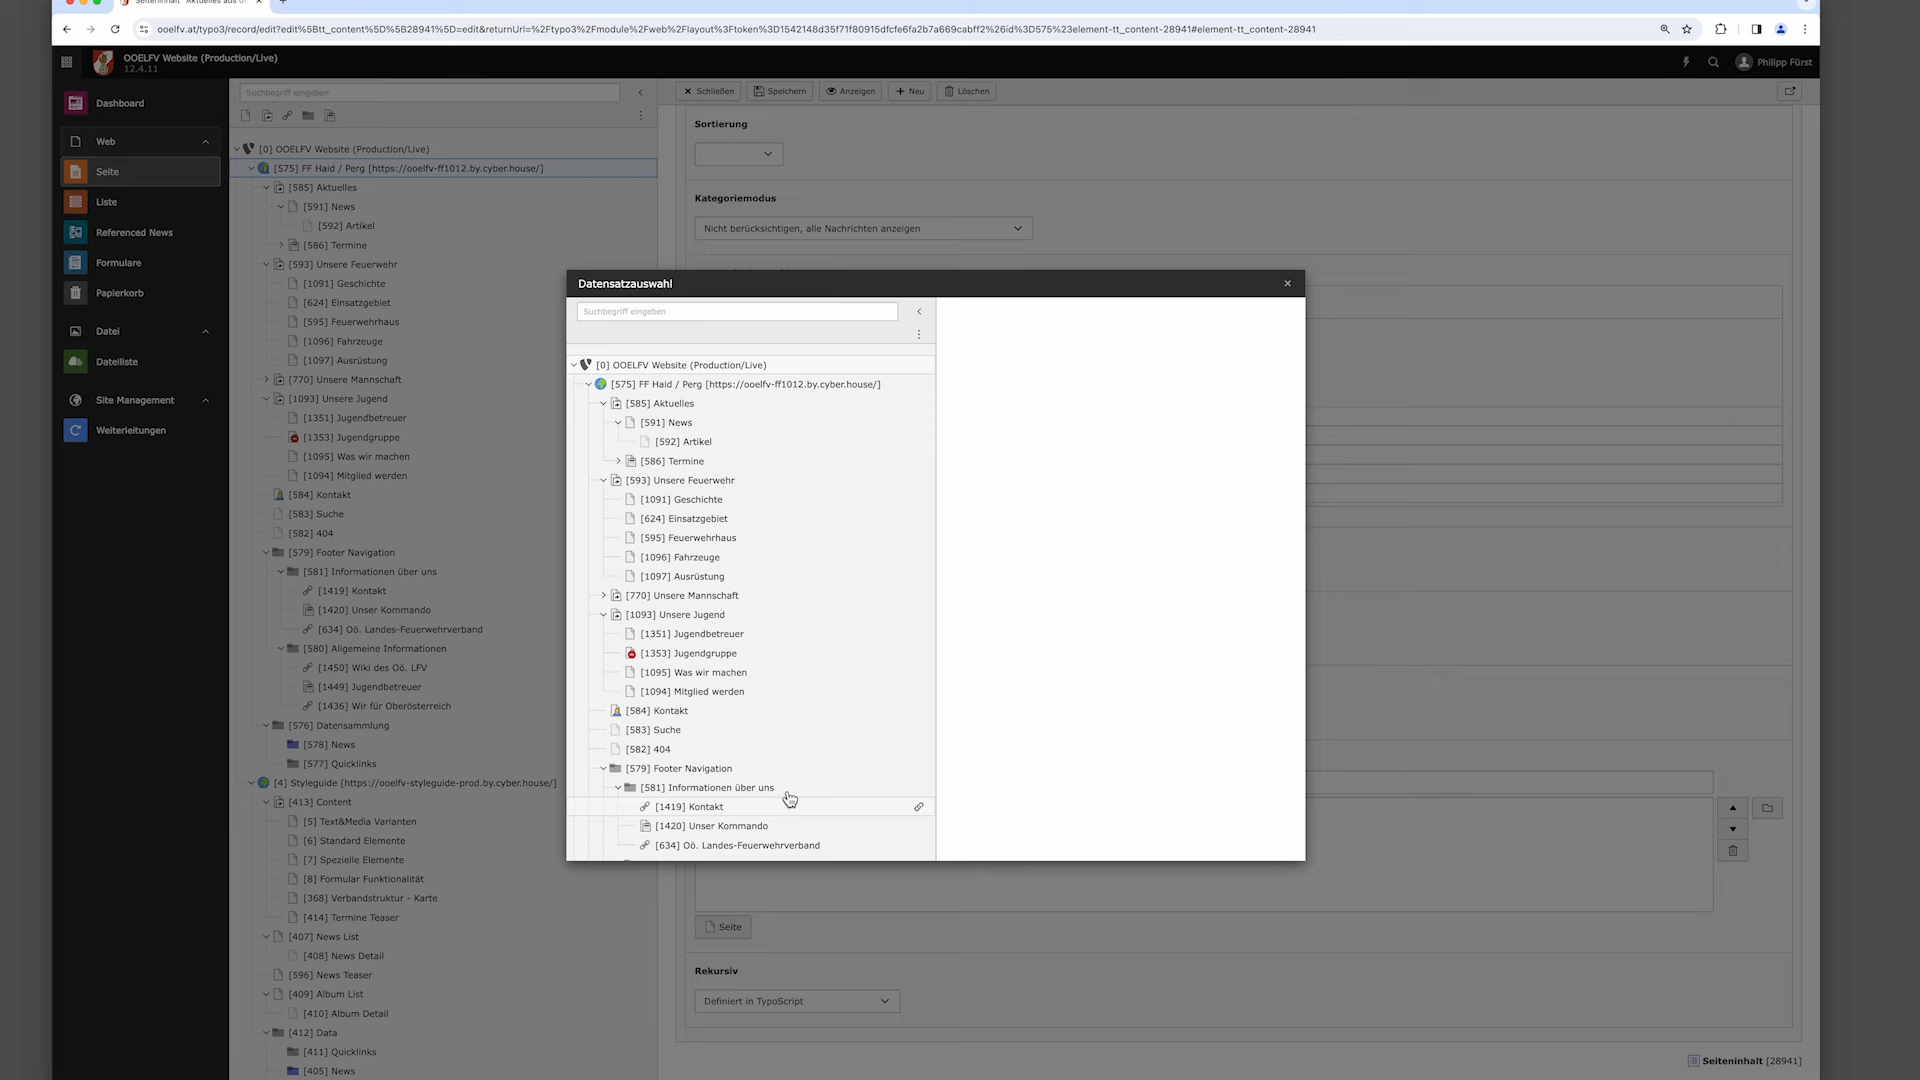 Seiteninhalt "Aktuelles aus d
ooelfv.at/typo3/record/edit?edit%5Btt_content%5D%5B28941%5D=edit&returnUrl=%2Ftypo3%2Fmodule%2Fweb%2Flayout%3Ftoken%3D1542148d35f71f80915dfcfe6fa2b7a669cabff2%26id%3D575%23element-tt_content-28941#element-tt_content-28941
OOELFV Website (Production/Live)
12.4.11
Philipp Fürst
Dashboard
Web
Seite
Liste
Referenced News
Formulare
Papierkorb
Datei
Dateiliste
Site Management
Weiterleitungen
Suchbegriff eingeben
[0] OOELFV Website (Production/Live)
[575] FF Haid / Perg [https://ooelfv-ff1012.by.cyber.house/]
[585] Aktuelles
[591] News
[592] Artikel
[586] Termine
[593] Unsere Feuerwehr
[1091] Geschichte
[624] Einsatzgebiet
[595] Feuerwehrhaus
[1096] Fahrzeuge
[1097] Ausrüstung
[770] Unsere Mannschaft
[1093] Unsere Jugend
[1351] Jugendbetreuer
[1353] Jugendgruppe
[1095] Was wir machen
[1094] Mitglied werden
[584] Kontakt
[583] Suche
[582] 404
[579] Footer Navigation
[581] Informationen über uns
[1419] Kontakt
[1420] Unser Kommando
[634] Oö. Landes-Feuerwehrverband
[580] Allgemeine Informationen
[1450] Wiki des Oö. LFV
[1449] Jugendbetreuer
[1436] Wir für Oberösterreich
[576] Datensammlung
[578] News
[577] Quicklinks
[4] Styleguide [https://ooelfv-styleguide-prod.by.cyber.house/]
[413] Content
[5] Text&Media Varianten
[6] Standard Elemente
[7] Spezielle Elemente
[8] Formular Funktionalität
[368] Verbandstruktur - Karte
[414] Termine Teaser
[407] News List
[408] News Detail
[596] News Teaser
[409] Album List
[410] Album Detail
[412] Data
[411] Quicklinks
[405] News
Schließen
Speichern
Anzeigen
Neu
Löschen
Sortierung
Kategoriemodus
Nicht berücksichtigen, alle Nachrichten anzeigen
Datensatzauswahl
Suchbegriff eingeben
[0] OOELFV Website (Production/Live)
[575] FF Haid / Perg [https://ooelfv-ff1012.by.cyber.house/]
[585] Aktuelles
[591] News
[592] Artikel
[586] Termine
[593] Unsere Feuerwehr
[1091] Geschichte
[624] Einsatzgebiet
[595] Feuerwehrhaus
[1096] Fahrzeuge
[1097] Ausrüstung
[770] Unsere Mannschaft
[1093] Unsere Jugend
[1351] Jugendbetreuer
[1353] Jugendgruppe
[1095] Was wir machen
[1094] Mitglied werden
[584] Kontakt
[583] Suche
[582] 404
[579] Footer Navigation
[581] Informationen über uns
[1419] Kontakt
[1420] Unser Kommando
[634] Oö. Landes-Feuerwehrverband
Seite
Rekursiv
Definiert in TypoScript
Seiteninhalt [28941]